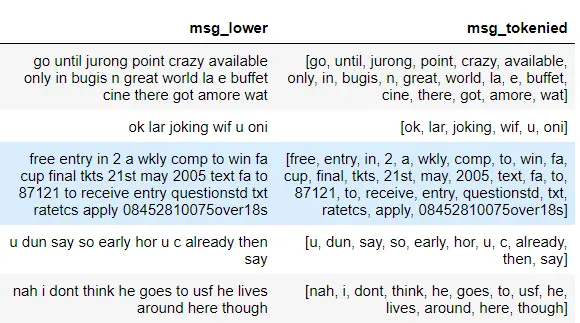 msg_lower msg_tokenied
go until jurong point crazy available
only in bugis n great world la e buffet
cine there got amore wat
[go, until, jurong, point, crazy, available,
only, in, bugis, n, great, world, la, e, buffet,
cine, there, got, amore, wat]
ok lar joking wif u oni
[ok, lar, joking, wif, u, oni]
free entry in 2 a wkly comp to win fa
cup final tkts 21st may 2005 text fa to
87121 to receive entry questionstd txt
ratetcs apply 08452810075over18s
[free, entry, in, 2, a, wkly, comp, to, win, fa,
cup, final, tkts, 21st, may, 2005, text, fa, to,
87121, to, receive, entry, questionstd, txt,
ratetcs, apply, 08452810075over18s]
u dun say so early hor u c already then
say
[u, dun, say, so, early, hor, u, c, already,
then, say]
nah i dont think he goes to usf he lives
around here though
[nah, i, dont, think, he, goes, to, usf, he,
lives, around, here, though]